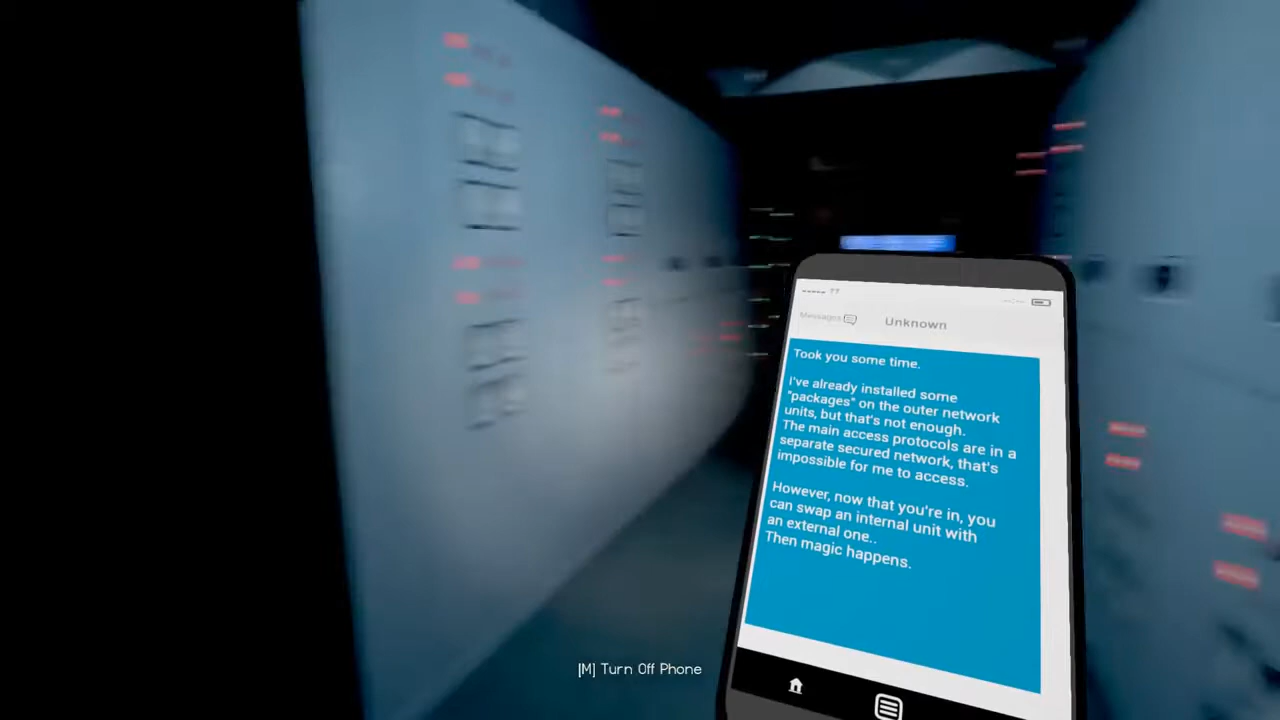 Messages
Unknown
Took you some time.
I've already installed some
"packages" on the outer network
units, but that's not enough.
The main access protocols are in a
separate secured network, that's
impossible for me to access.
However, now that you're in, you
can swap an internal unit with
an external one..
Then magic happens.
[M] Turn Off Phone